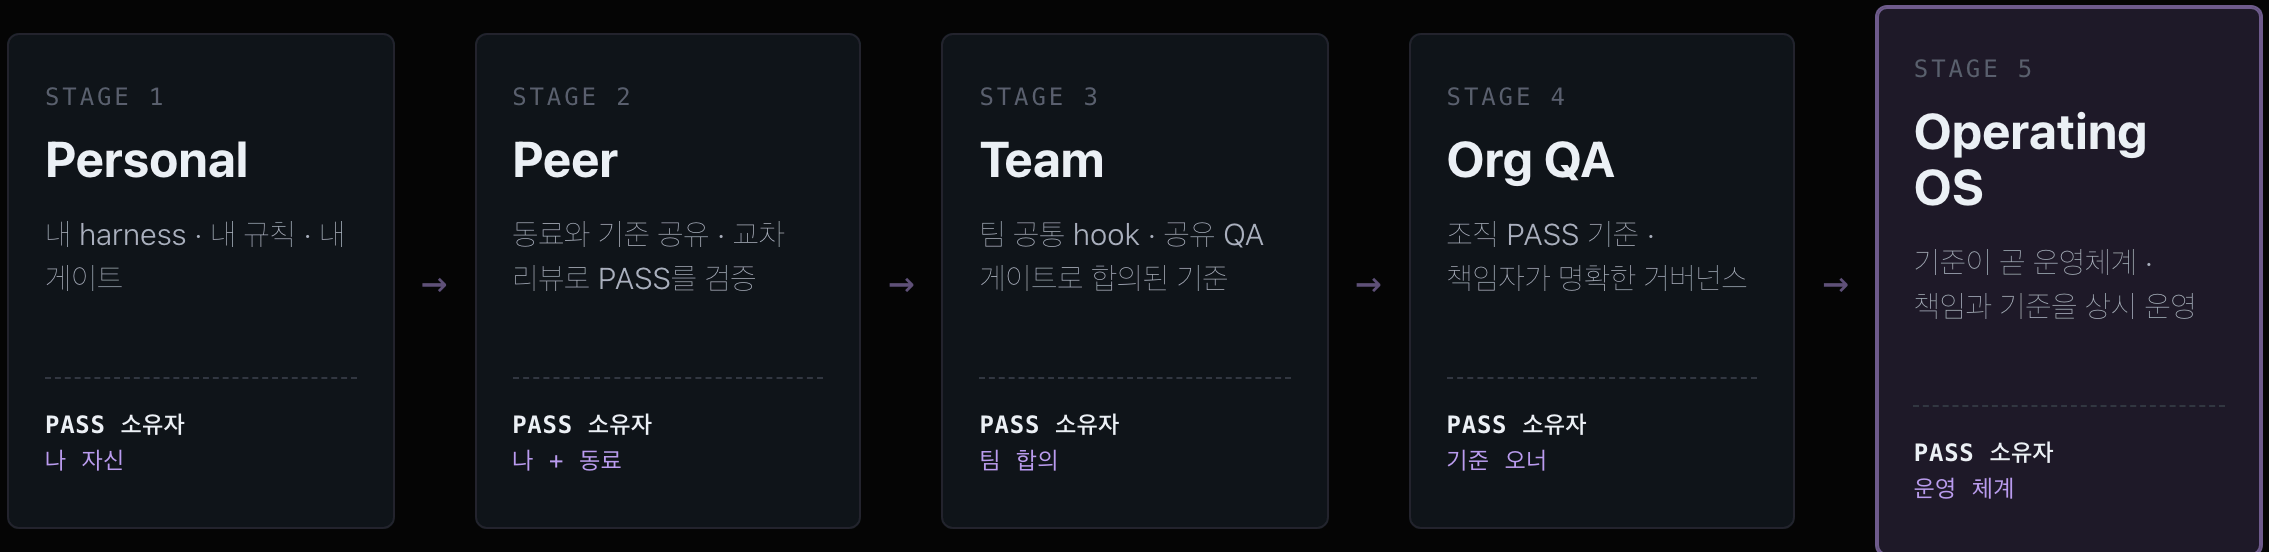 STAGE 1
Personal
내 harness · 내 규칙 · 내
게이트
PASS 소유자
나 자신
→
STAGE 2
Peer
동료와 기준 공유 · 교차
리뷰로 PASS를 검증
PASS 소유자
나 + 동료
→
STAGE 3
Team
팀 공통 hook · 공유 QA
게이트로 합의된 기준
PASS 소유자
팀 합의
→
STAGE 4
Org QA
조직 PASS 기준 ·
책임자가 명확한 거버넌스
PASS 소유자
기준 오너
→
STAGE 5
Operating
OS
기준이 곧 운영체계 ·
책임과 기준을 상시 운영
PASS 소유자
운영 체계